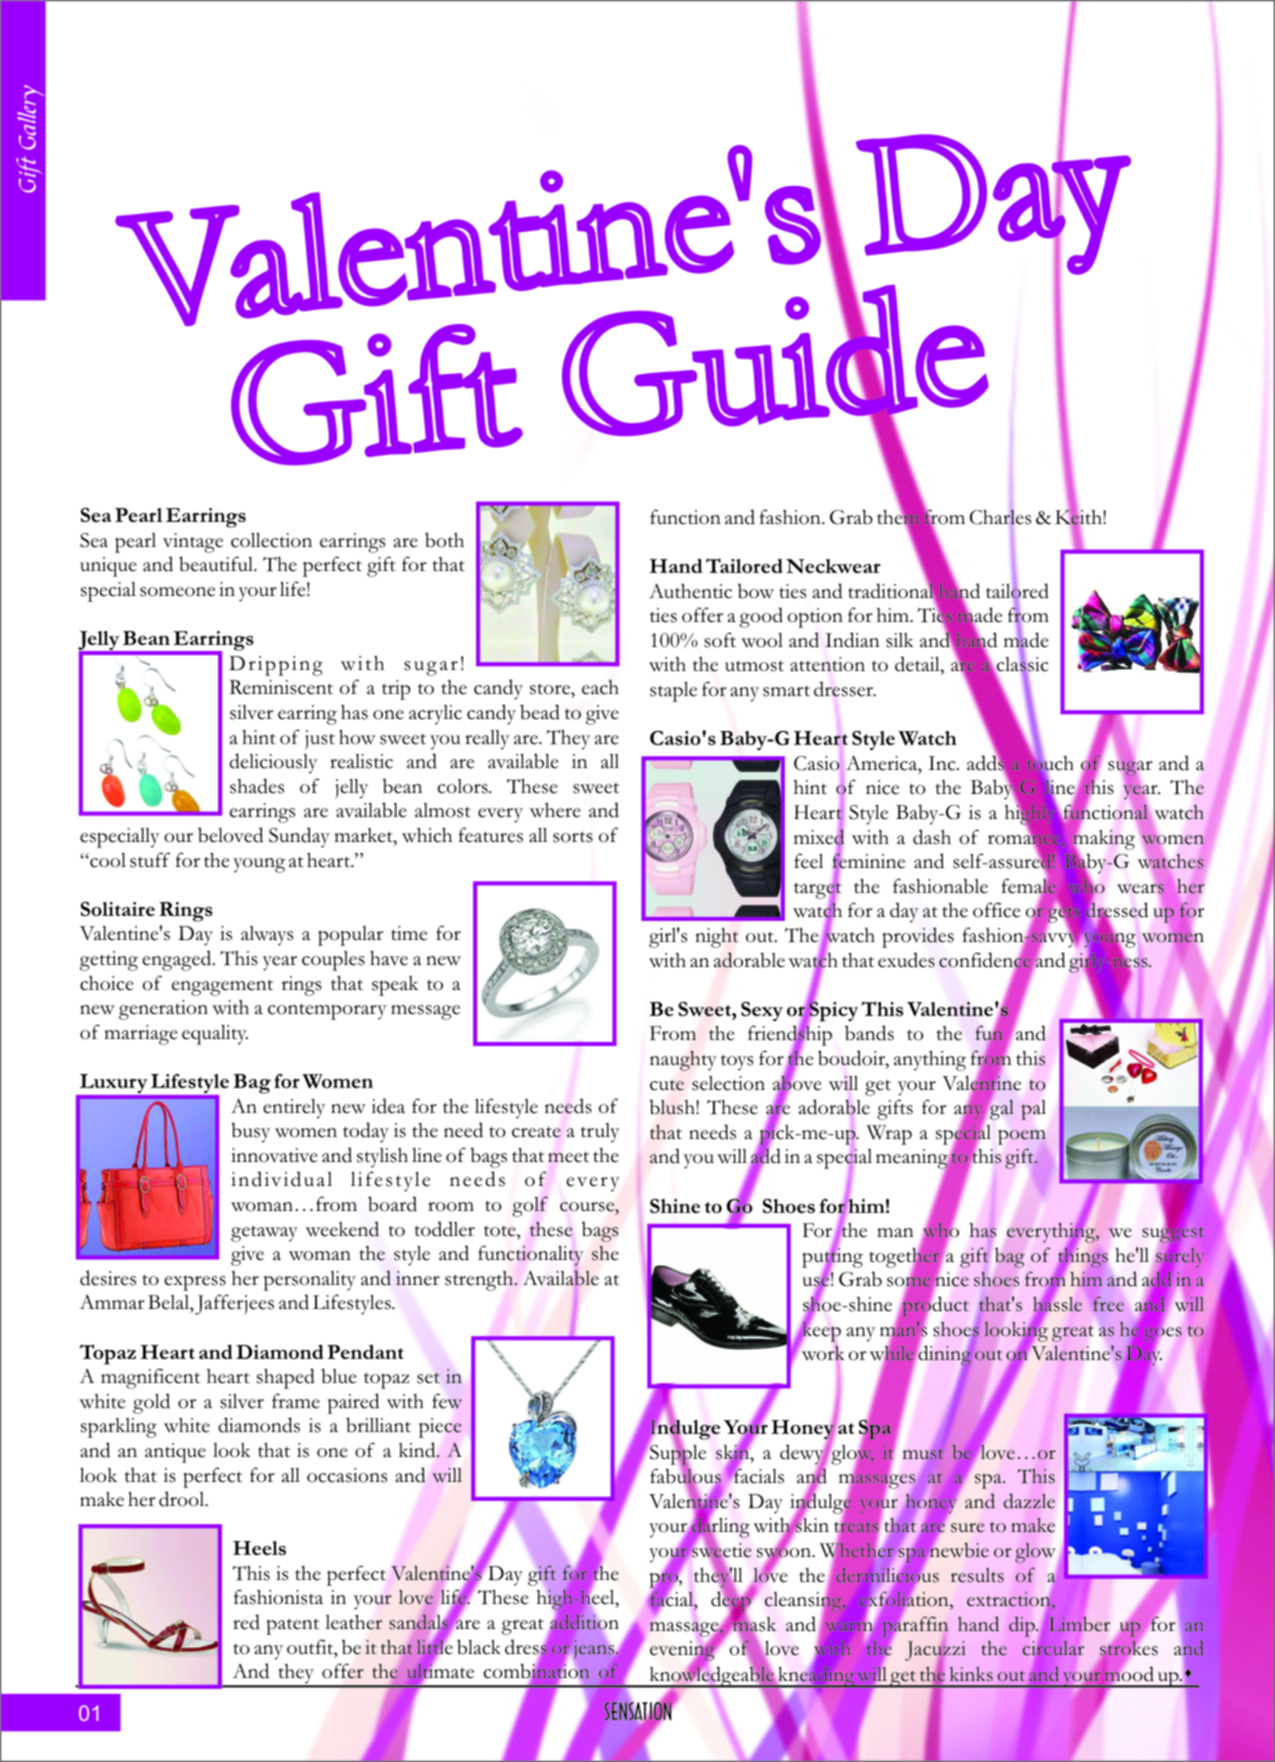 Gift Gallery
Valentine's Day
Gift Guide
Sea Pearl Earrings
Sea pearl vintage collection earrings are both
unique and beautiful. The perfect gift for that
special someone in your life!
Jelly Bean Earrings
Dripping with sugar!
Reminiscent of a trip to the candy store, each
silver earring has one acrylic candy bead to give
a hint of just how sweet you really are. They are
deliciously realistic and are available in all
shades of jelly bean colors. These sweet
earrings are available almost every where and
especially our beloved Sunday market, which features all sorts of
“cool stuff for the young at heart.”
Solitaire Rings
Valentine's Day is always a popular time for
getting engaged. This year couples have a new
choice of engagement rings that speak to a
new generation with a contemporary message
of marriage equality.
Luxury Lifestyle Bag for Women
An entirely new idea for the lifestyle needs of
busy women today is the need to create a truly
innovative and stylish line of bags that meet the
individual lifestyle needs of every
woman…from board room to golf course,
getaway weekend to toddler tote, these bags
give a woman the style and functionality she
desires to express her personality and inner strength. Available at
Ammar Belal, Jafferjees and Lifestyles.
Topaz Heart and Diamond Pendant
A magnificent heart shaped blue topaz set in
white gold or a silver frame paired with few
sparkling white diamonds is a brilliant piece
and an antique look that is one of a kind. A
look that is perfect for all occasions and will
make her drool.
Heels
This is the perfect Valentine's Day gift for the
fashionista in your love life. These high-heel,
red patent leather sandals are a great addition
to any outfit, be it that little black dress or jeans.
And they offer the ultimate combination of
function and fashion. Grab them from Charles & Keith!
Hand Tailored Neckwear
Authentic bow ties and traditional hand tailored
ties offer a good option for him. Ties made from
100% soft wool and Indian silk and hand made
with the utmost attention to detail, are a classic
staple for any smart dresser.
Casio's Baby-G Heart Style Watch
Casio America, Inc. adds a touch of sugar and a
hint of nice to the Baby G line this year. The
Heart Style Baby-G is a highly functional watch
mixed with a dash of romance, making women
feel feminine and self-assured! Baby-G watches
target the fashionable female who wears her
watch for a day at the office or gets dressed up for
girl's night out. The watch provides fashion-savvy young women
with an adorable watch that exudes confidence and girly-ness.
Be Sweet, Sexy or Spicy This Valentine's
From the friendship bands to the fun and
naughty toys for the boudoir, anything from this
cute selection above will get your Valentine to
blush! These are adorable gifts for any gal pal
that needs a pick-me-up. Wrap a special poem
and you will add in a special meaning to this gift.
Shine to Go Shoes for him!
For the man who has everything, we suggest
putting together a gift bag of things he'll surely
use! Grab some nice shoes from him and add in a
shoe-shine product that's hassle free and will
keep any man's shoes looking great as he goes to
work or while dining out on Valentine's Day.
Indulge Your Honey at Spa
Supple skin, a dewy glow, it must be love…or
fabulous facials and massages at a spa. This
Valentine's Day indulge your honey and dazzle
your darling with skin treats that are sure to make
your sweetie swoon. Whether spa newbie or glow
pro, they'll love the dermilicious results of a
facial, deep cleansing, exfoliation, extraction,
massage, mask and warm paraffin hand dip. Limber up for an
evening of love with the Jacuzzi the circular strokes and
knowledgeable kneading will get the kinks out and your mood up.♦
01
SENSATION